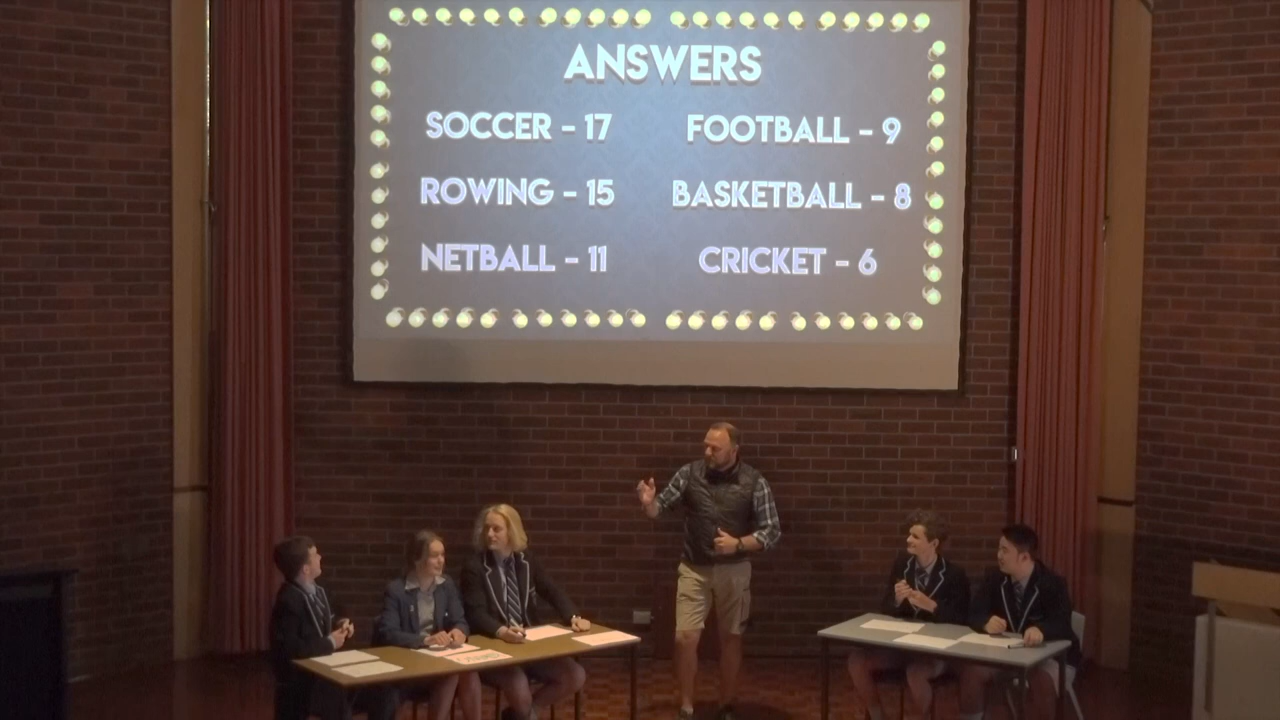 ANSWERS
SOCCER - 17
ROWING - 15
NETBALL - 11
FOOTBALL - 9
BASKETBALL - 8
CRICKET - 6